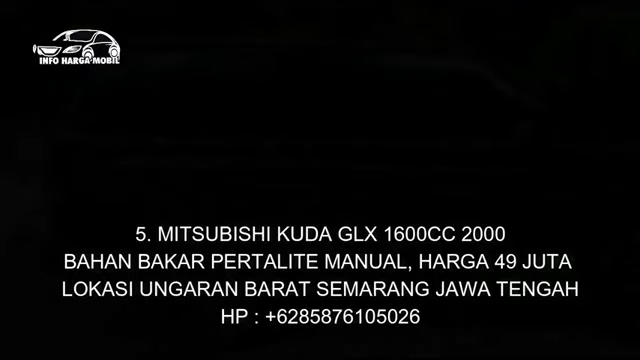 INFO HARGA MOBIL
5. MITSUBISHI KUDA GLX 1600CC 2000
BAHAN BAKAR PERTALITE MANUAL, HARGA 49 JUTA
LOKASI UNGARAN BARAT SEMARANG JAWA TENGAH
HP : +6285876105026